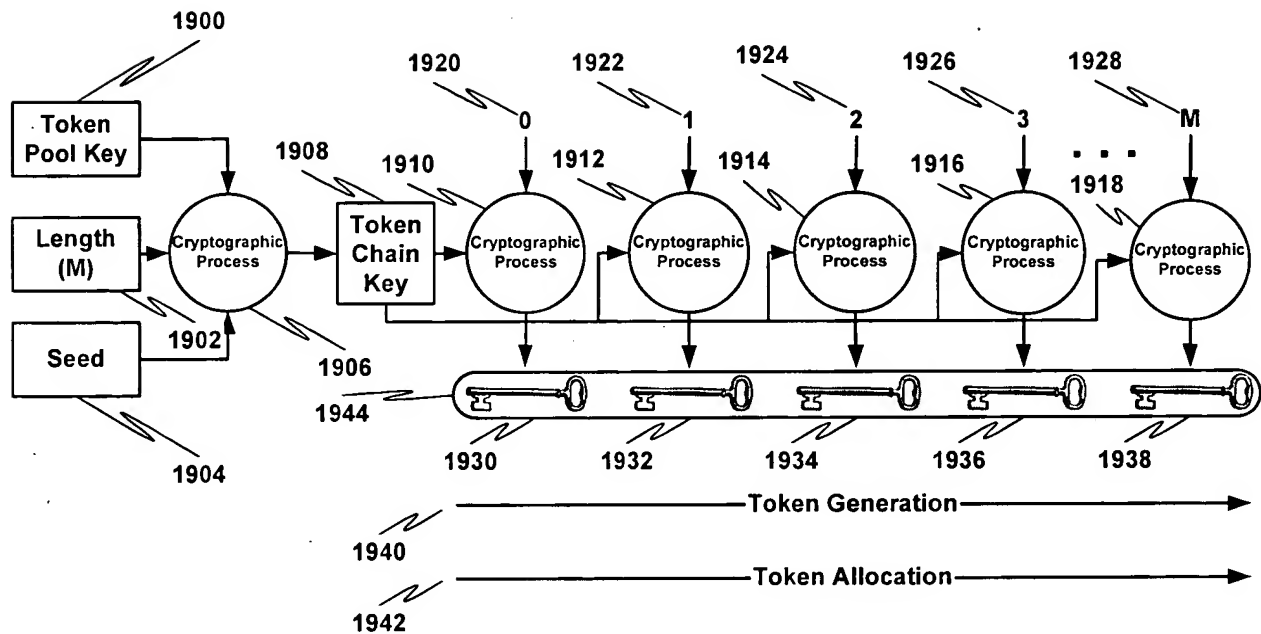 1900
1920
1922
1924
1926
1928
Token
Pool Key
0
1
2
3
M
1908
1910
1912
1914
1916
. . .
1918
Length
(M)
Cryptographic
Process
Token
Chain
Key
Cryptographic
Process
Cryptographic
Process
Cryptographic
Process
Cryptographic
Process
Cryptographic
Process
Seed
1902
1906
1944
1904
1930
1932
1934
1936
1938
Token Generation
1940
Token Allocation
1942